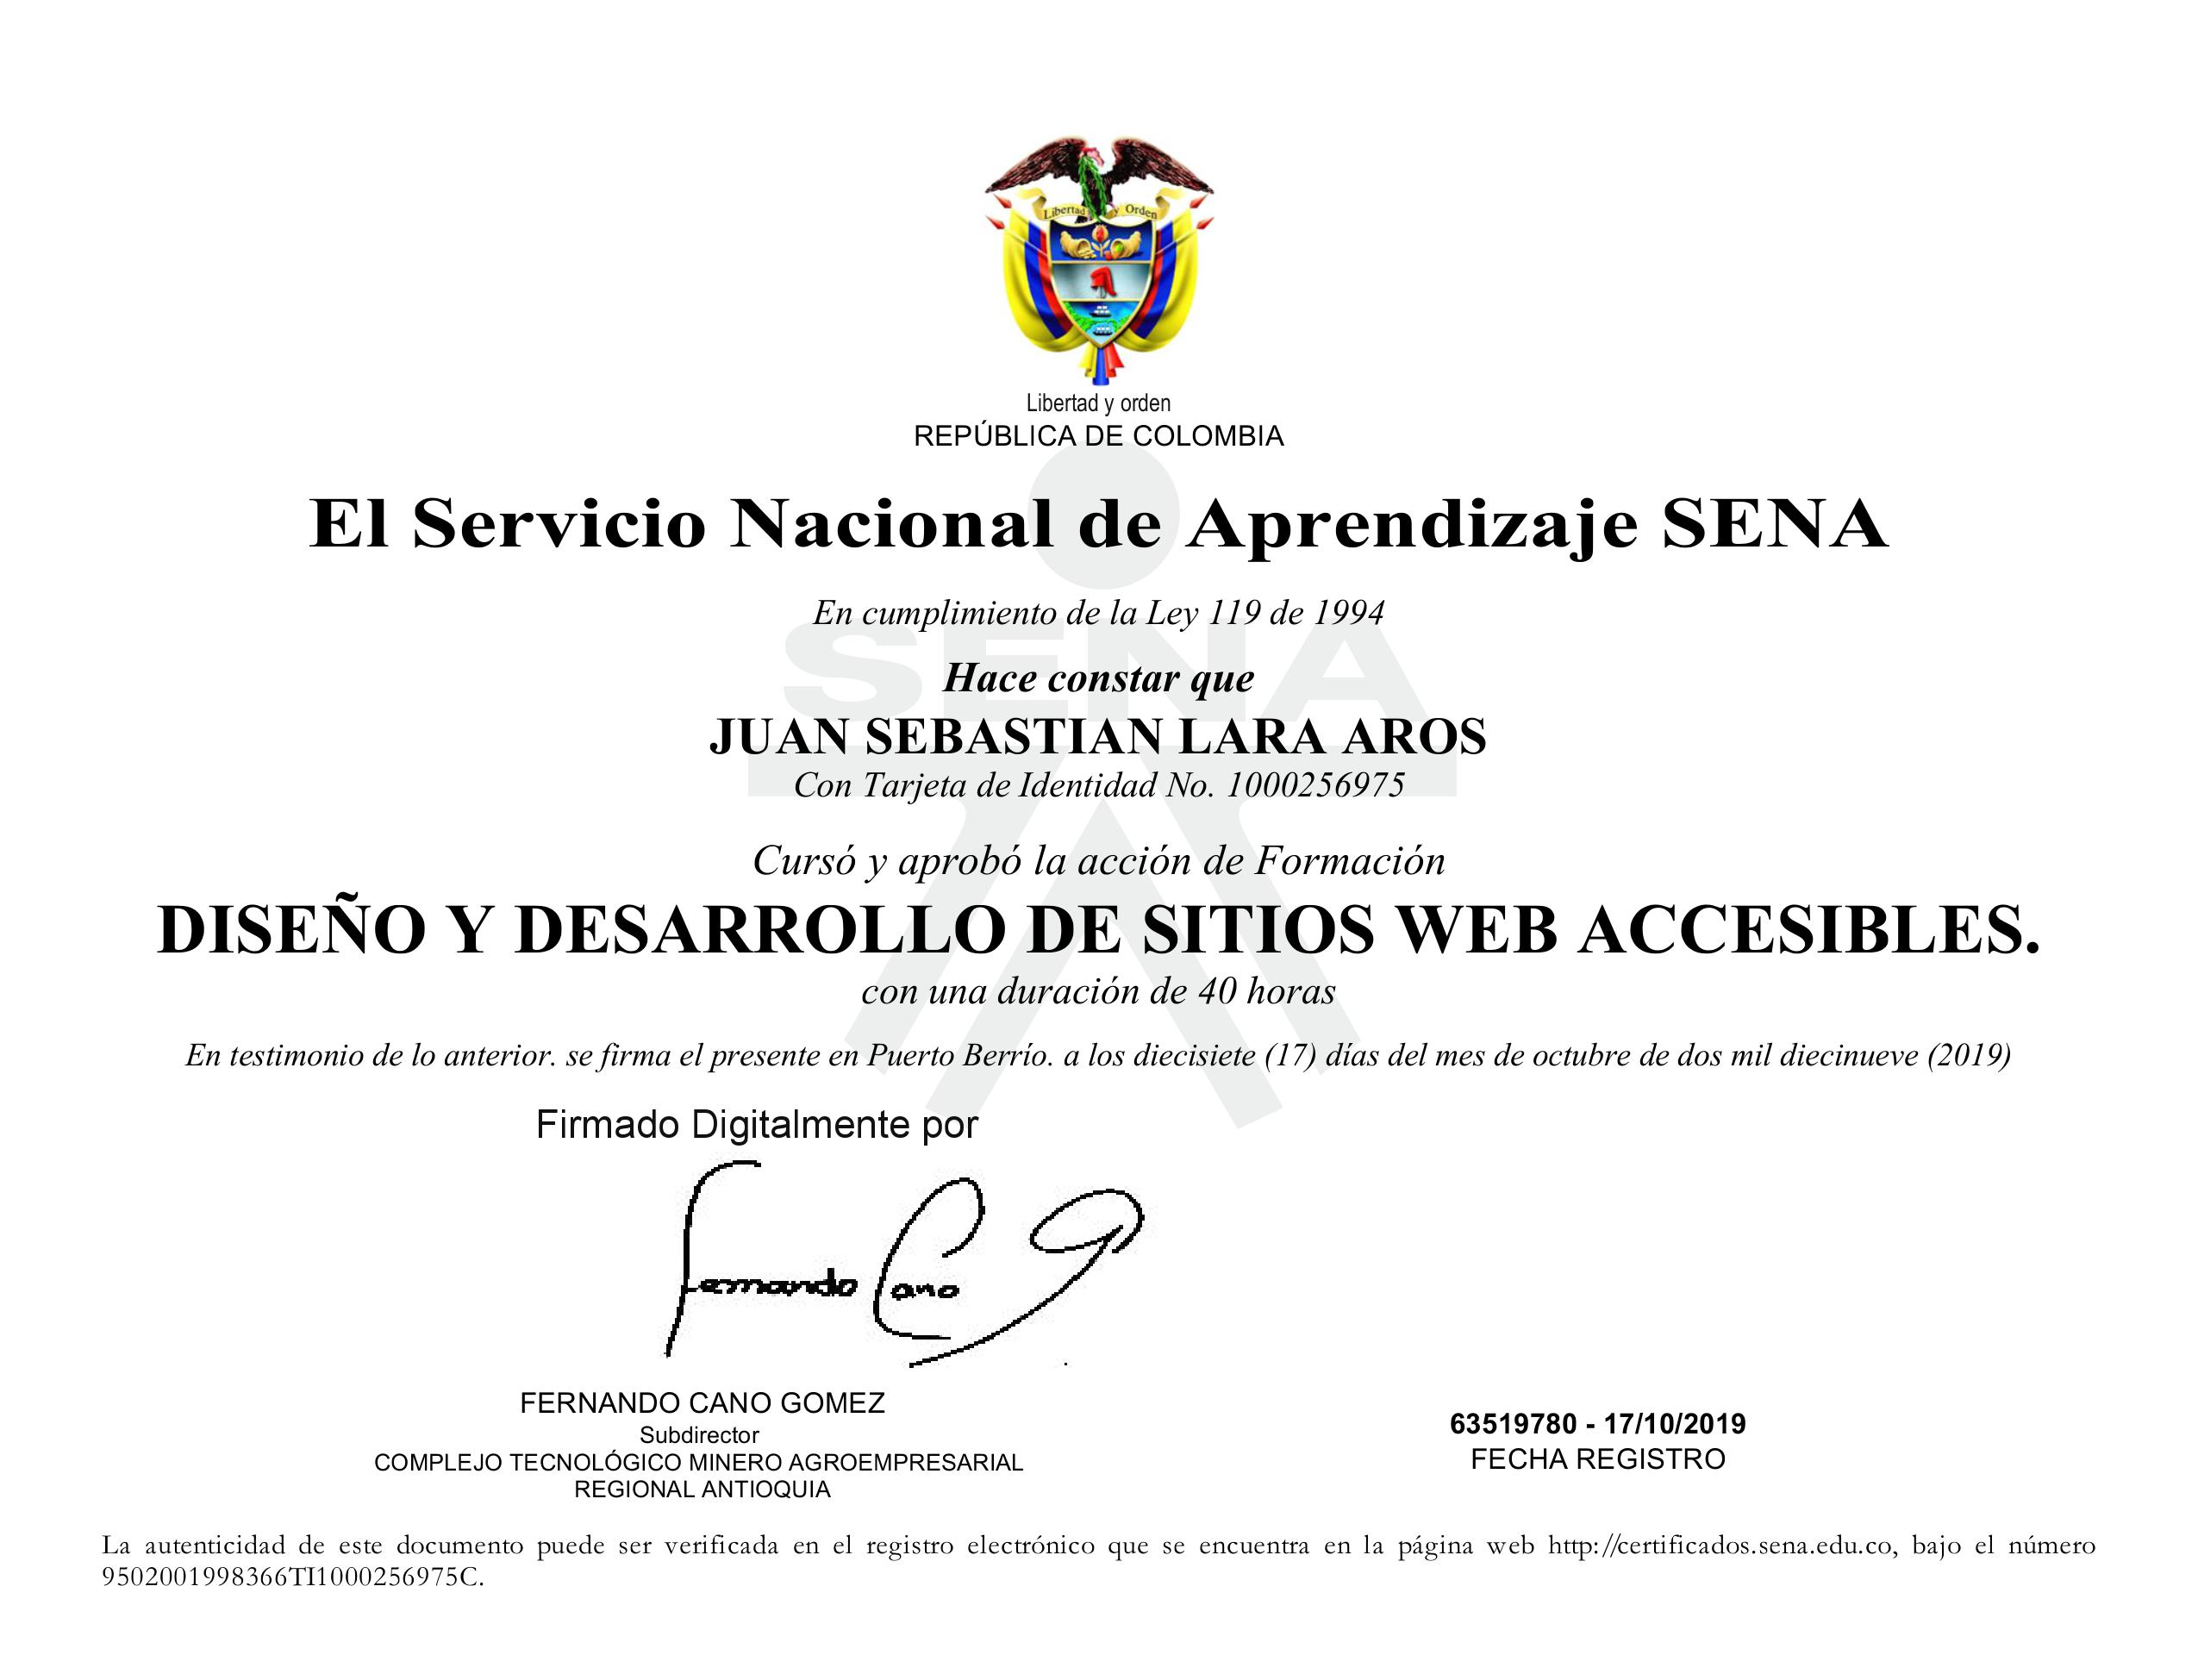 Libertad y Orden
Libertad y orden
REPÚBLICA DE COLOMBIA
El Servicio Nacional de Aprendizaje SENA
En cumplimiento de la Ley 119 de 1994
SENA
Hace constar que
JUAN SEBASTIAN LARA AROS
Con Tarjeta de Identidad No. 1000256975
Cursó y aprobó la acción de Formación
DISEÑO Y DESARROLLO DE SITIOS WEB ACCESIBLES.
con una duración de 40 horas
En testimonio de lo anterior. se firma el presente en Puerto Berrío. a los diecisiete (17) días del mes de octubre de dos mil diecinueve (2019)
Firmado Digitalmente por
Fernando Cano G
FERNANDO CANO GOMEZ
Subdirector
COMPLEJO TECNOLÓGICO MINERO AGROEMPRESARIAL
REGIONAL ANTIOQUIA
63519780 - 17/10/2019
FECHA REGISTRO
La autenticidad de este documento puede ser verificada en el registro electrónico que se encuentra en la página web http://certificados.sena.edu.co, bajo el número
9502001998366TI1000256975C.